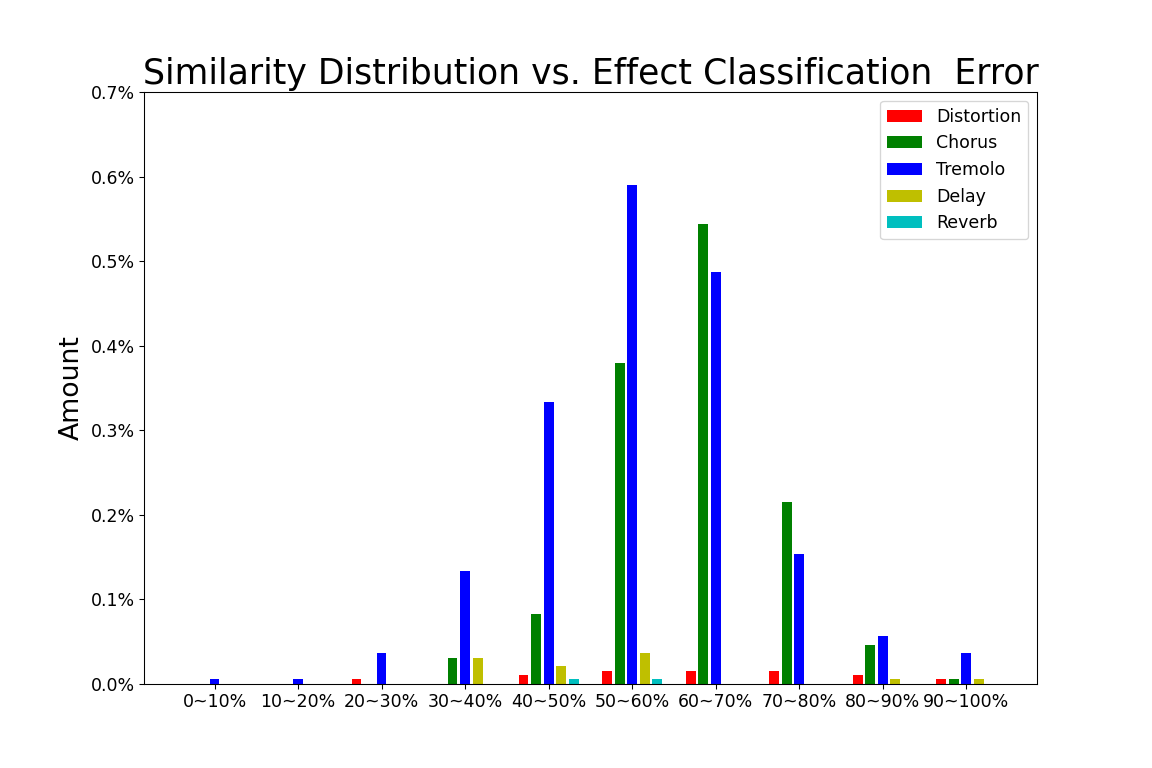 Similarity Distribution vs. Effect Classification  Error
0.7%
0.6%
0.5%
0.4%
0.3%
0.2%
0.1%
0.0%
Amount
Distortion
Chorus
Tremolo
Delay
Reverb
0~10% 10~20% 20~30% 30~40% 40~50% 50~60% 60~70% 70~80% 80~90% 90~100%